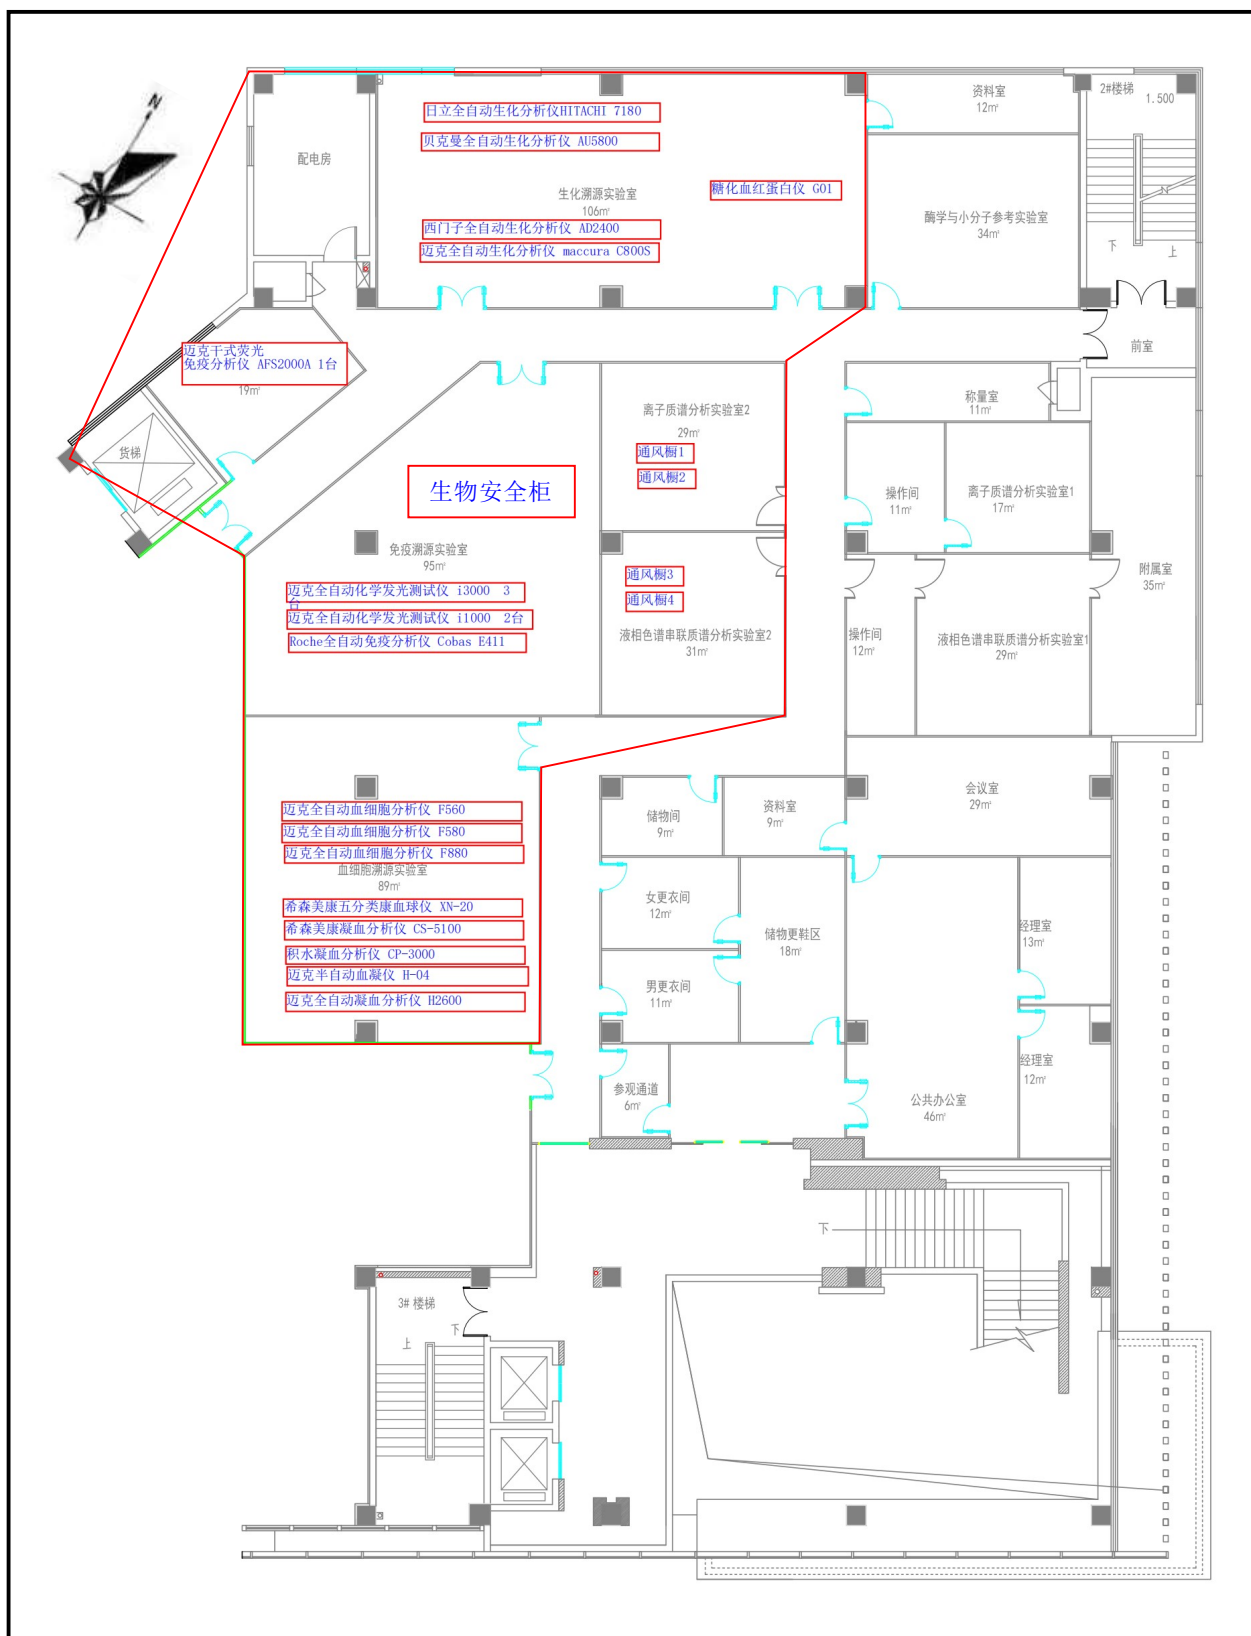 N
配电房
日立全自动生化分析仪HITACHI 7180
贝克曼全自动生化分析仪 AU5800
糖化血红蛋白仪 G01
生化溯源实验室
106㎡
西门子全自动生化分析仪 AD2400
迈克全自动生化分析仪 maccura C800S
资料室
12㎡
2#楼梯
1.500
酶学与小分子参考实验室
34㎡
下
上
前室
迈克干式荧光
免疫分析仪 AFS2000A 1台
19㎡
货梯
离子质谱分析实验室2
29㎡
通风橱1
通风橱2
称量室
11㎡
生物安全柜
操作间
11㎡
离子质谱分析实验室1
17㎡
免疫溯源实验室
95㎡
迈克全自动化学发光测试仪 i3000 3
台
迈克全自动化学发光测试仪 i1000 2台
Roche全自动免疫分析仪 Cobas E411
通风橱3
通风橱4
液相色谱串联质谱分析实验室2
31㎡
操作间
12㎡
液相色谱串联质谱分析实验室1
29㎡
附属室
35㎡
迈克全自动血细胞分析仪 F560
迈克全自动血细胞分析仪 F580
迈克全自动血细胞分析仪 F880
血细胞溯源实验室
89㎡
希森美康五分类康血球仪 XN-20
希森美康凝血分析仪 CS-5100
积水凝血分析仪 CP-3000
迈克半自动血凝仪 H-04
迈克全自动凝血分析仪 H2600
储物间
9㎡
资料室
9㎡
会议室
29㎡
女更衣间
12㎡
储物更鞋区
18㎡
经理室
13㎡
男更衣间
11㎡
参观通道
6㎡
公共办公室
46㎡
经理室
12㎡
下
3# 楼梯
上
下